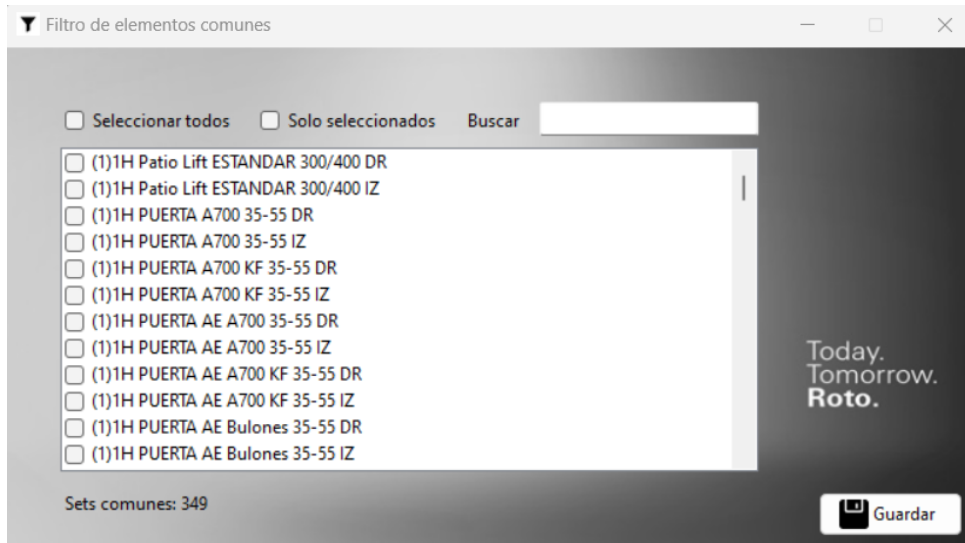 Filtro de elementos comunes
Seleccionar todos Solo seleccionados Buscar
(1)1H Patio Lift ESTANDAR 300/400 DR
(1)1H Patio Lift ESTANDAR 300/400 IZ
(1)1H PUERTA A700 35-55 DR
(1)1H PUERTA A700 35-55 IZ
(1)1H PUERTA A700 KF 35-55 DR
(1)1H PUERTA A700 KF 35-55 IZ
(1)1H PUERTA AE A700 35-55 DR
(1)1H PUERTA AE A700 35-55 IZ
(1)1H PUERTA AE A700 KF 35-55 DR
(1)1H PUERTA AE A700 KF 35-55 IZ
(1)1H PUERTA AE Bulones 35-55 DR
(1)1H PUERTA AE Bulones 35-55 IZ
Today.
Tomorrow.
Roto.
Sets comunes: 349
Guardar